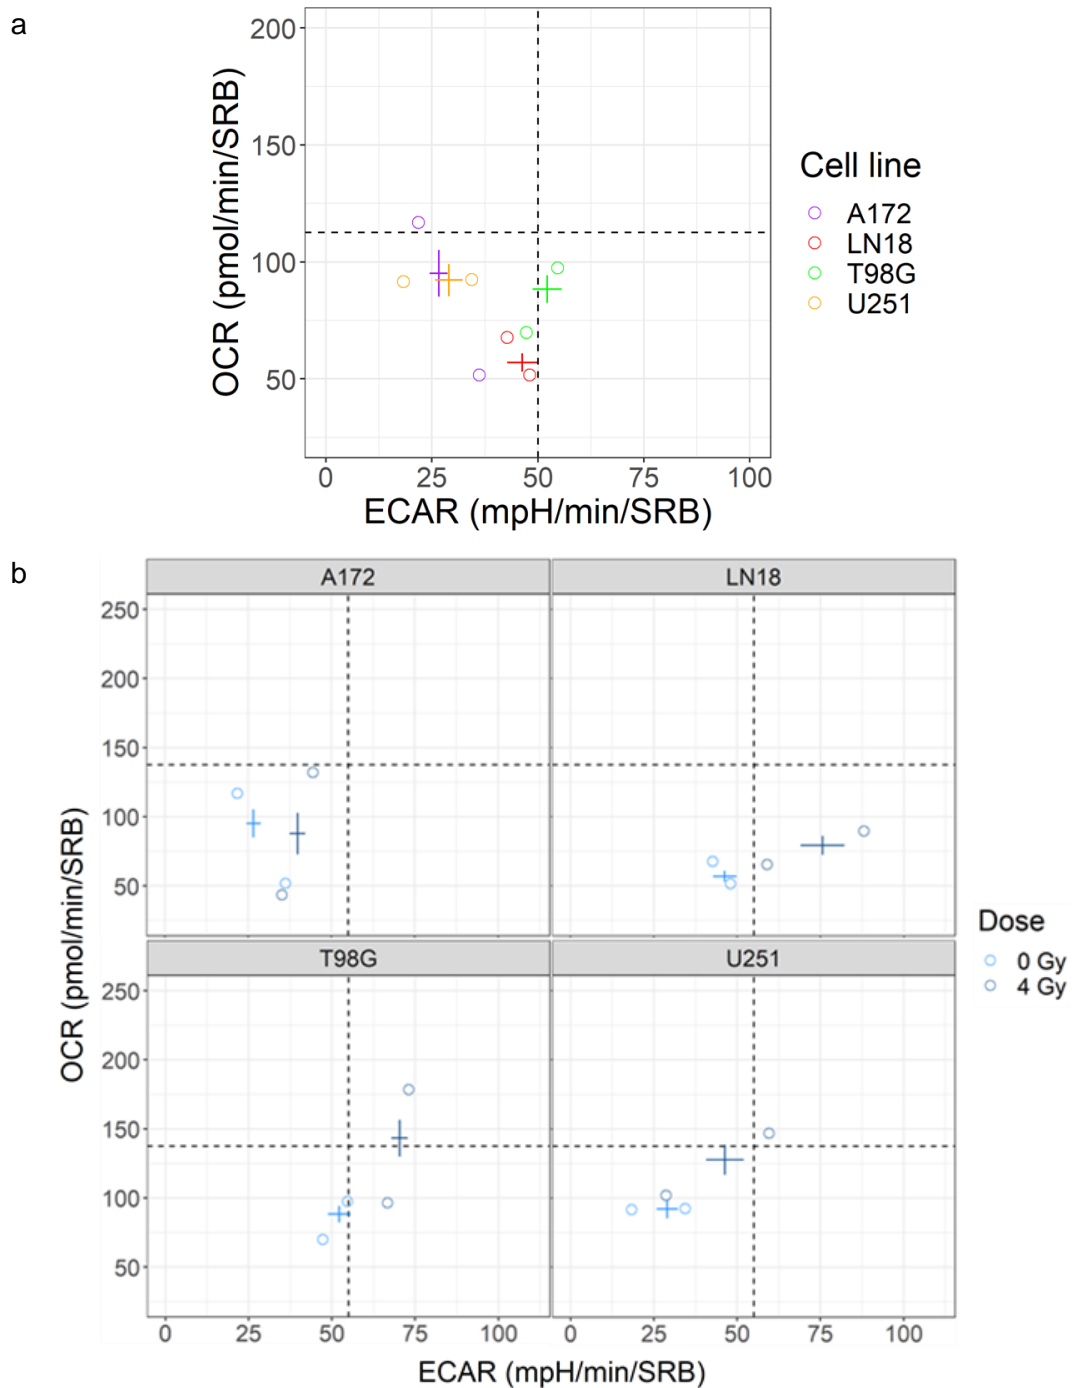 a
200
150
100
50
OCR (pmol/min/SRB)
0 25 50 75 100
ECAR (mpH/min/SRB)
Cell line
A172
LN18
T98G
U251
b
A172 LN18
250
200
150
100
50
T98G U251
250
200
150
100
50
OCR (pmol/min/SRB)
0 25 50 75 100 0 25 50 75 100
ECAR (mpH/min/SRB)
Dose
0 Gy
4 Gy